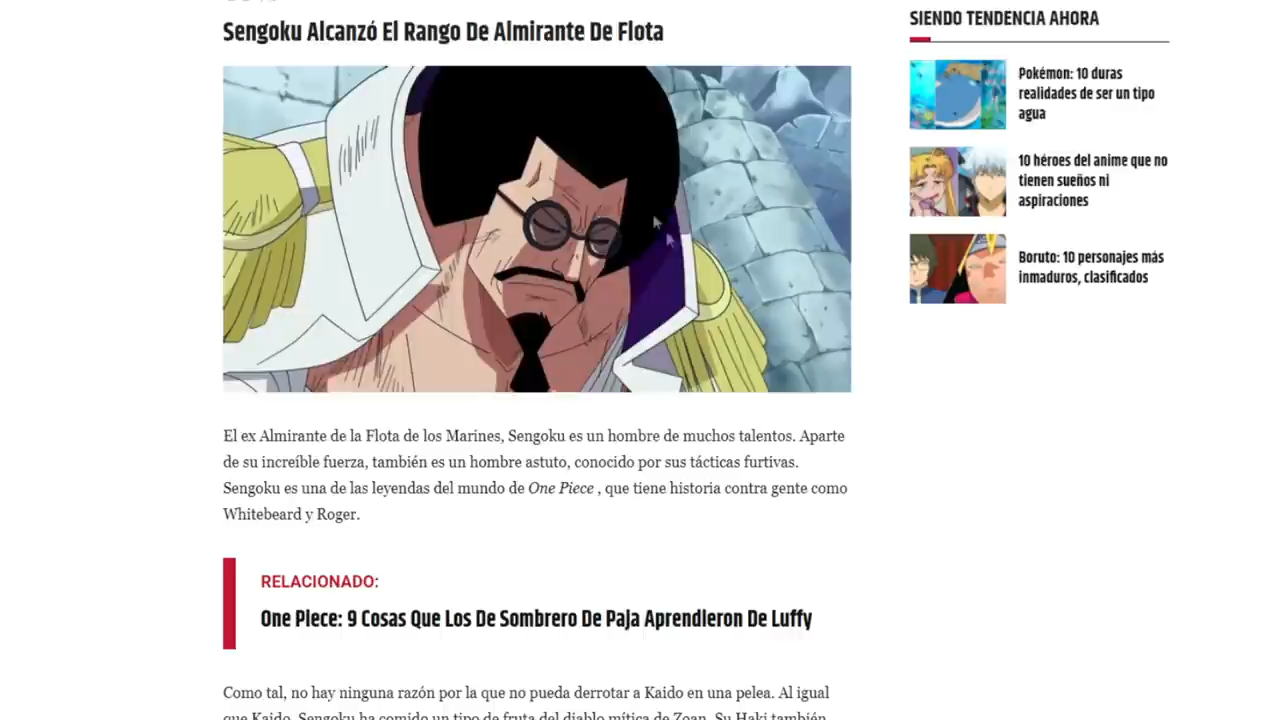 Sengoku Alcanzó El Rango De Almirante De Flota
El ex Almirante de la Flota de los Marines, Sengoku es un hombre de muchos talentos. Aparte
de su increíble fuerza, también es un hombre astuto, conocido por sus tácticas furtivas.
Sengoku es una de las leyendas del mundo de One Piece , que tiene historia contra gente como
Whitebeard y Roger.
RELACIONADO:
One Piece: 9 Cosas Que Los De Sombrero De Paja Aprendieron De Luffy
Como tal, no hay ninguna razón por la que no pueda derrotar a Kaido en una pelea. Al igual
que Kaido, Sengoku ha comido un tipo de fruta del diablo mítica de Zoan. Su Haki también
SIENDO TENDENCIA AHORA
Pokémon: 10 duras
realidades de ser un tipo
agua
10 héroes del anime que no
tienen sueños ni
aspiraciones
Boruto: 10 personajes más
inmaduros, clasificados